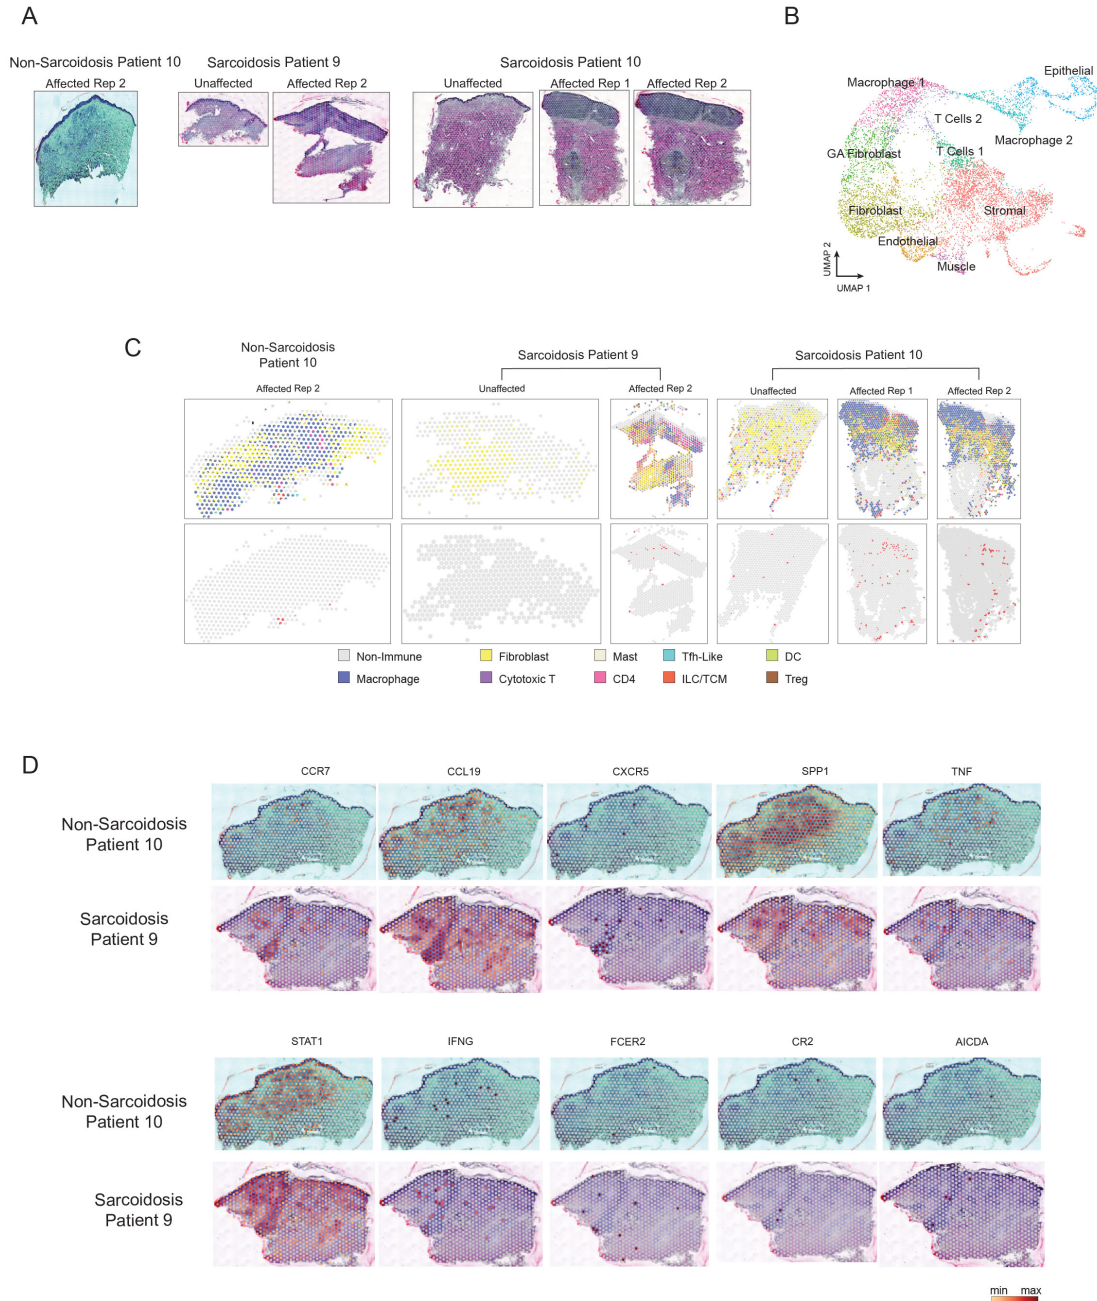 A
Non-Sarcoidosis Patient 10
Affected Rep 2
Sarcoidosis Patient 9
Unaffected
Affected Rep 2
Sarcoidosis Patient 10
Unaffected
Affected Rep 1
Affected Rep 2
B
Epithelial
Macrophage 1
T Cells 2
Macrophage 2
T Cells 1
GA Fibroblast
Fibroblast
Stromal
Endothelial
Muscle
UMAP 2
UMAP 1
C
Non-Sarcoidosis
Patient 10
Sarcoidosis Patient 9
Sarcoidosis Patient 10
Affected Rep 2
Unaffected
Affected Rep 2
Unaffected
Affected Rep 1
Affected Rep 2
Non-Immune
Fibroblast
Mast
Tfh-Like
DC
Macrophage
Cytotoxic T
CD4
ILC/TCM
Treg
D
CCR7
CCL19
CXCR5
SPP1
TNF
Non-Sarcoidosis
Patient 10
Sarcoidosis
Patient 9
STAT1
IFNG
FCER2
CR2
AICDA
Non-Sarcoidosis
Patient 10
Sarcoidosis
Patient 9
min max